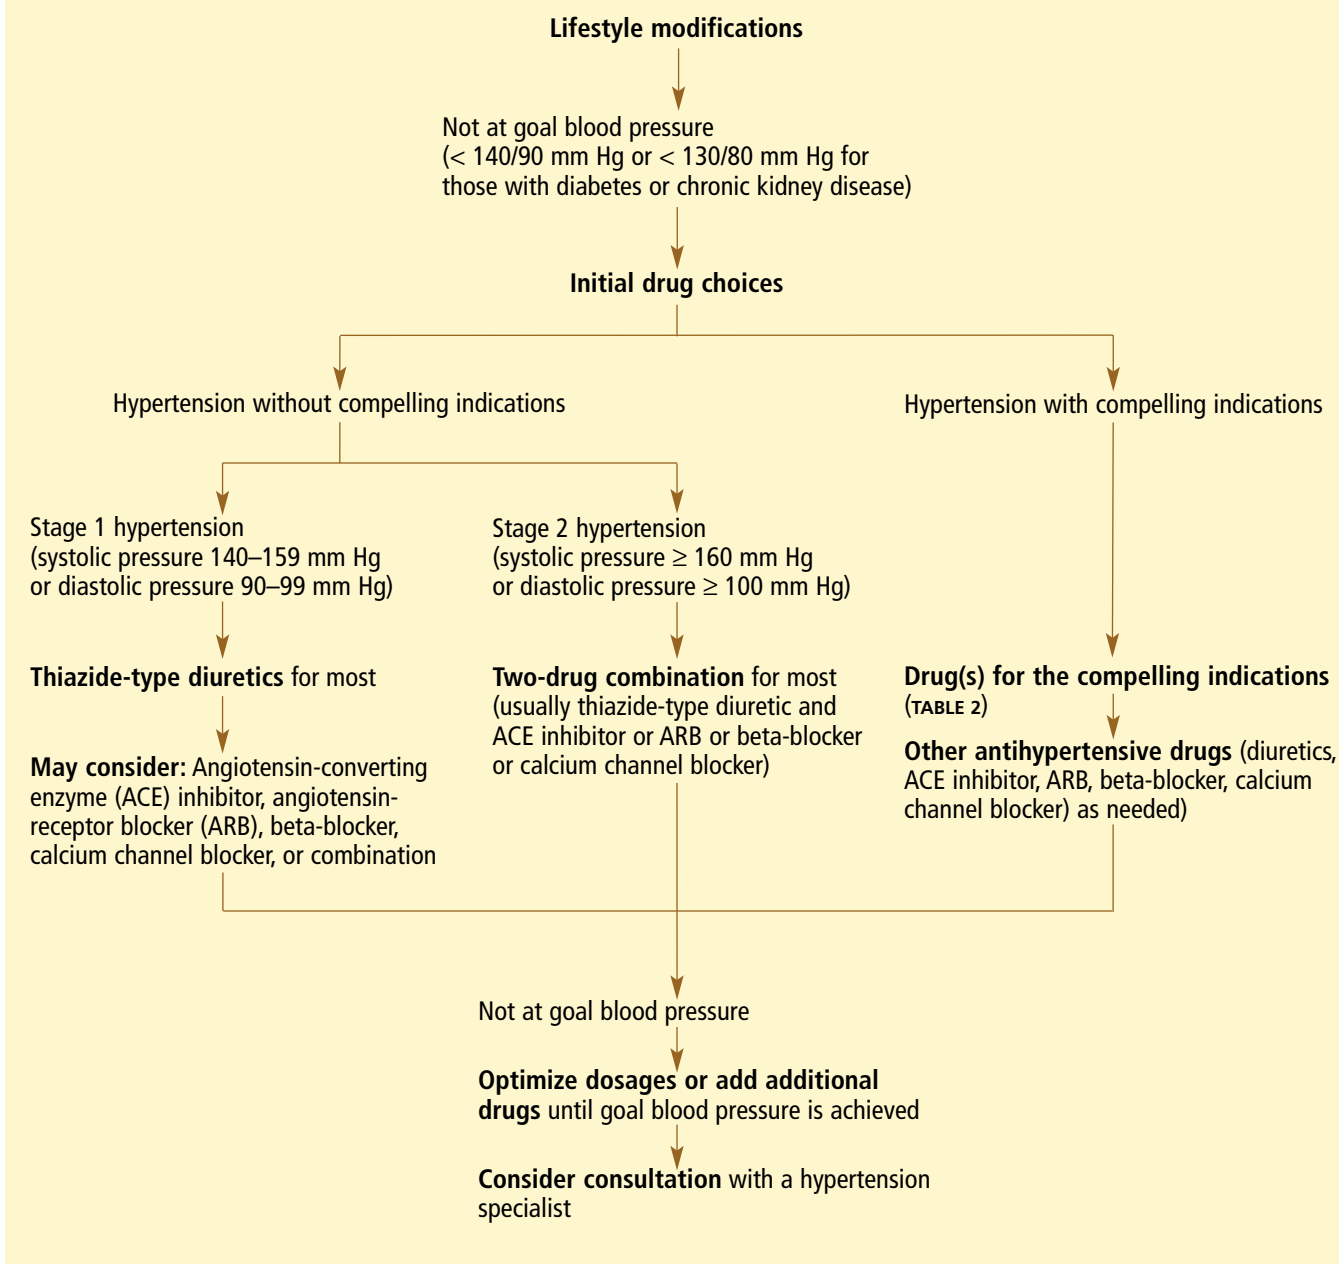 Lifestyle modifications
Not at goal blood pressure
(< 140/90 mm Hg or < 130/80 mm Hg for
those with diabetes or chronic kidney disease)
Initial drug choices
Hypertension without compelling indications
Hypertension with compelling indications
Stage 1 hypertension
(systolic pressure 140–159 mm Hg
or diastolic pressure 90–99 mm Hg)
Stage 2 hypertension
(systolic pressure ≥ 160 mm Hg
or diastolic pressure ≥ 100 mm Hg)
Thiazide-type diuretics for most
May consider: Angiotensin-converting
enzyme (ACE) inhibitor, angiotensin-
receptor blocker (ARB), beta-blocker,
calcium channel blocker, or combination
Two-drug combination for most
(usually thiazide-type diuretic and
ACE inhibitor or ARB or beta-blocker
or calcium channel blocker)
Drug(s) for the compelling indications
(TABLE 2)
Other antihypertensive drugs (diuretics,
ACE inhibitor, ARB, beta-blocker, calcium
channel blocker) as needed)
Not at goal blood pressure
Optimize dosages or add additional
drugs until goal blood pressure is achieved
Consider consultation with a hypertension
specialist